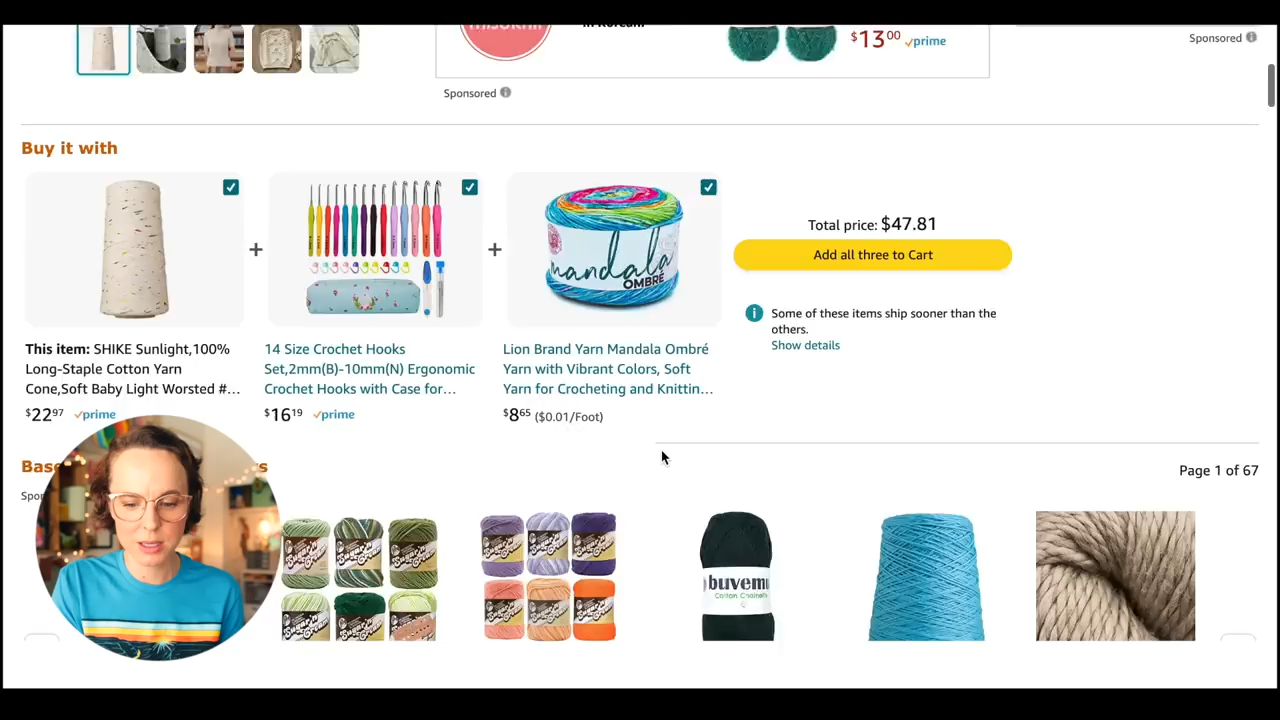 $13.00 prime
Sponsored
Sponsored
Buy it with
mandala
OMBRÉ
Total price: $47.81
Add all three to Cart
Some of these items ship sooner than the
others.
Show details
This item: SHIKE Sunlight,100%
Long-Staple Cotton Yarn
Cone,Soft Baby Light Worsted #...
$22.97 prime
14 Size Crochet Hooks
Set,2mm(B)-10mm(N) Ergonomic
Crochet Hooks with Case for...
$16.19 prime
Lion Brand Yarn Mandala Ombré
Yarn with Vibrant Colors, Soft
Yarn for Crocheting and Knittin...
$8.65 ($0.01/Foot)
Page 1 of 67
buvemu